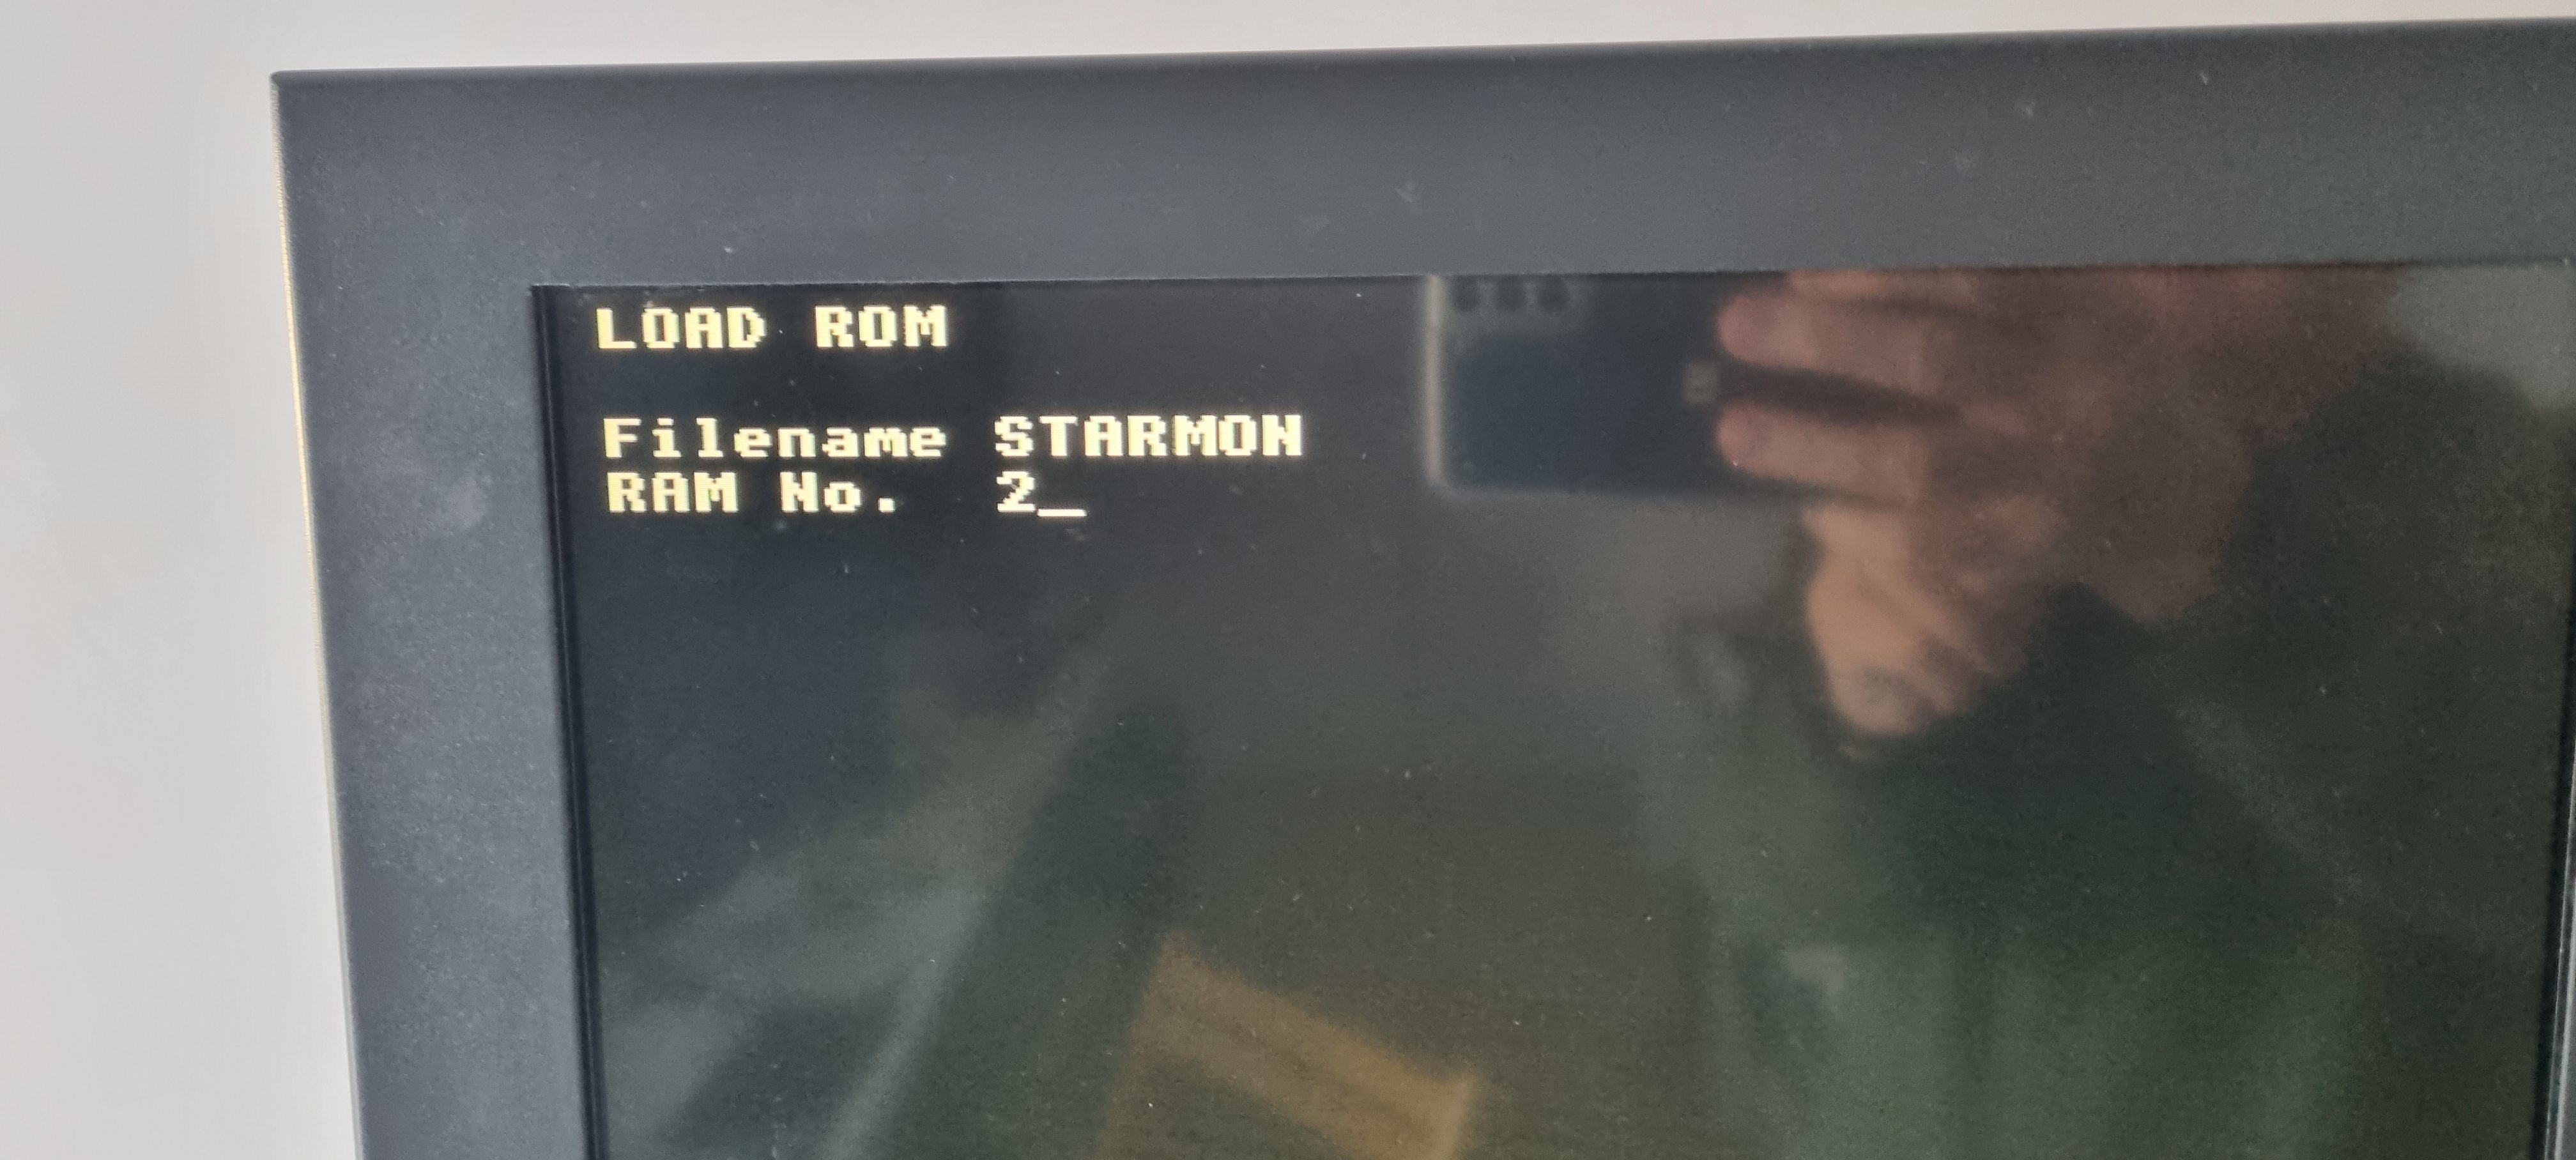 LOAD ROM
Filename STARMON
RAM No. 2_